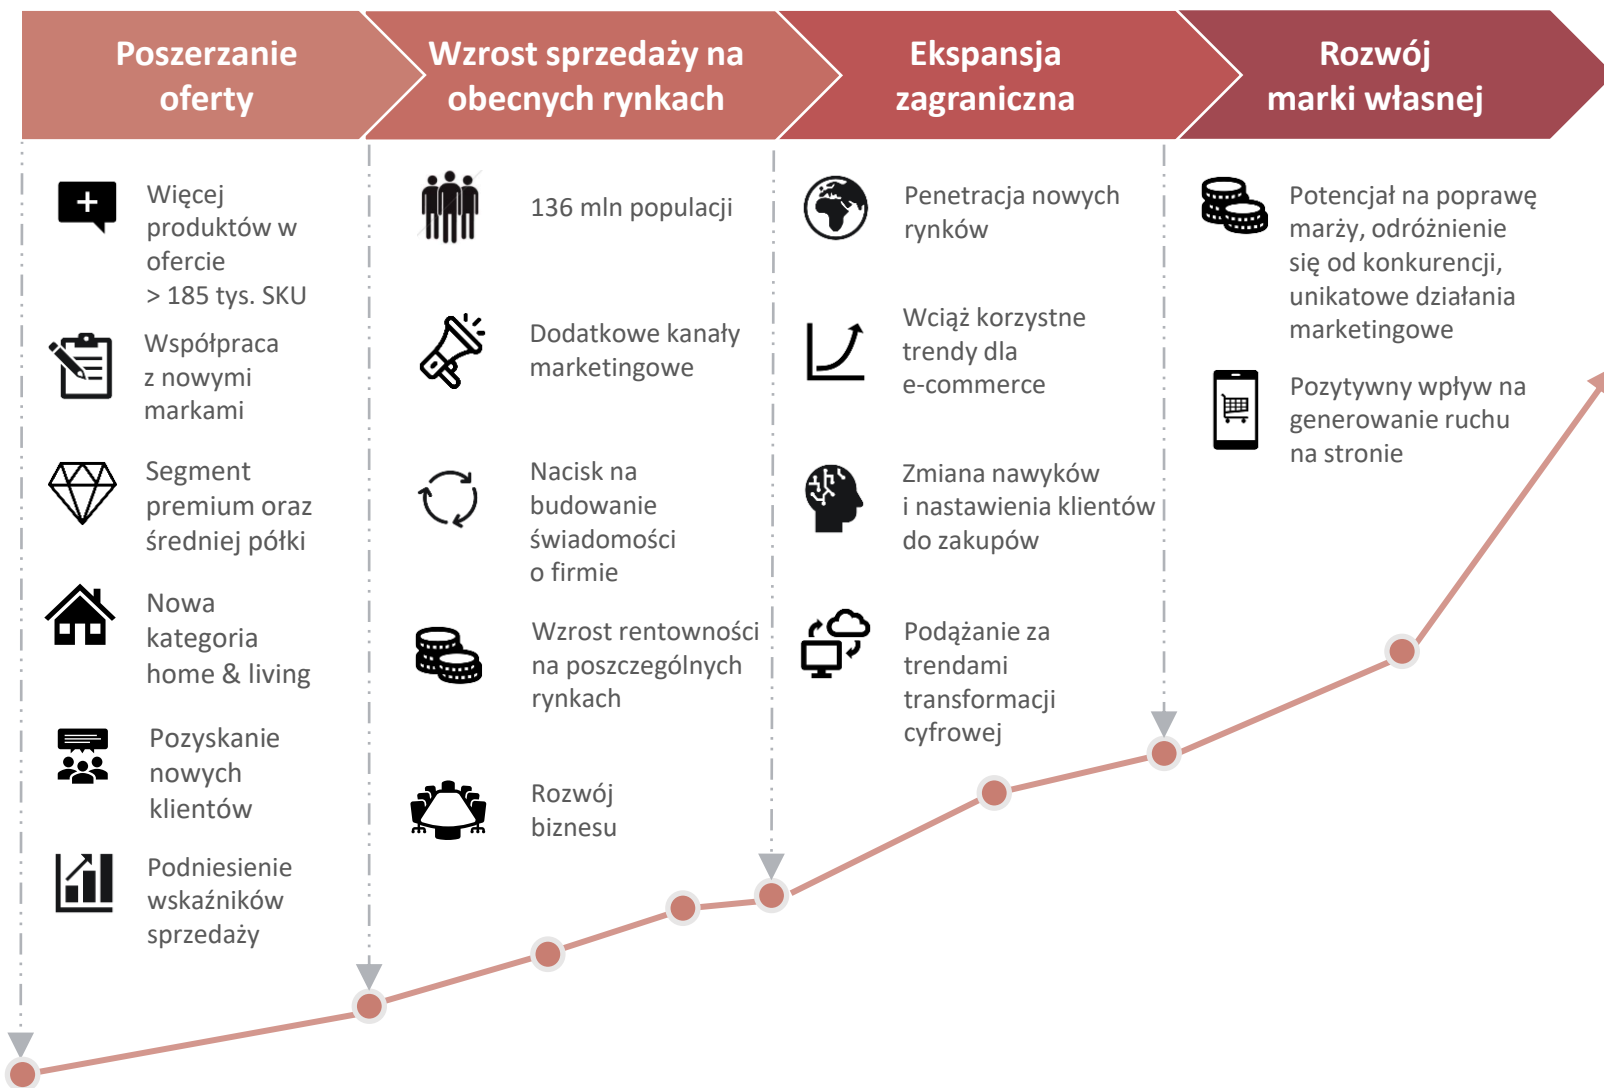 Poszerzanie
oferty
Wzrost sprzedaży na
obecnych rynkach
Ekspansja
zagraniczna
Rozwój
marki własnej
Więcej
produktów w
ofercie
> 185 tys. SKU
Współpraca
z nowymi
markami
Segment
premium oraz
średniej półki
Nowa
kategoria
home & living
Pozyskanie
nowych
klientów
Podniesienie
wskaźników
sprzedaży
136 mln populacji
Dodatkowe kanały
marketingowe
Nacisk na
budowanie
świadomości
o firmie
Wzrost rentowności
na poszczególnych
rynkach
Rozwój
biznesu
Penetracja nowych
rynków
Wciąż korzystne
trendy dla
e-commerce
Zmiana nawyków
i nastawienia klientów
do zakupów
Podążanie za
trendami
transformacji
cyfrowej
Potencjał na poprawę
marży, odróżnienie
się od konkurencji,
unikatowe działania
marketingowe
Pozytywny wpływ na
generowanie ruchu
na stronie